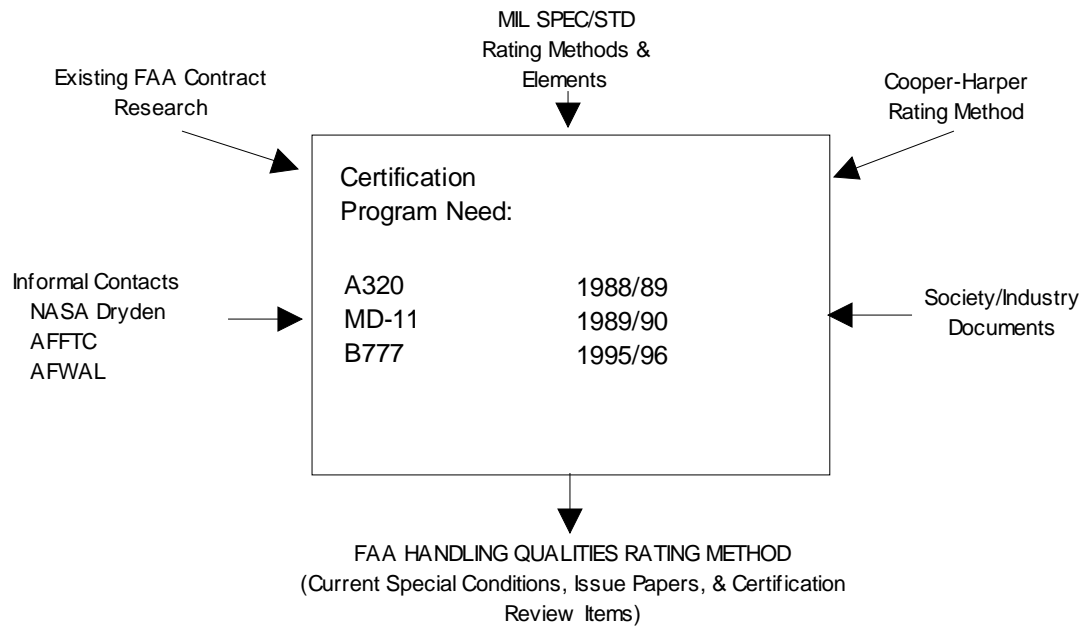 MIL SPEC/STD
Rating Methods &
Elements
Existing FAA Contract
Research
Cooper-Harper
Rating Method
Certification
Program Need:
A320 1988/89
MD-11 1989/90
B777 1995/96
Informal Contacts
NASA Dryden
AFFTC
AFWAL
Society/Industry
Documents
FAA HANDLING QUALITIES RATING METHOD
(Current Special Conditions, Issue Papers, & Certification
Review Items)